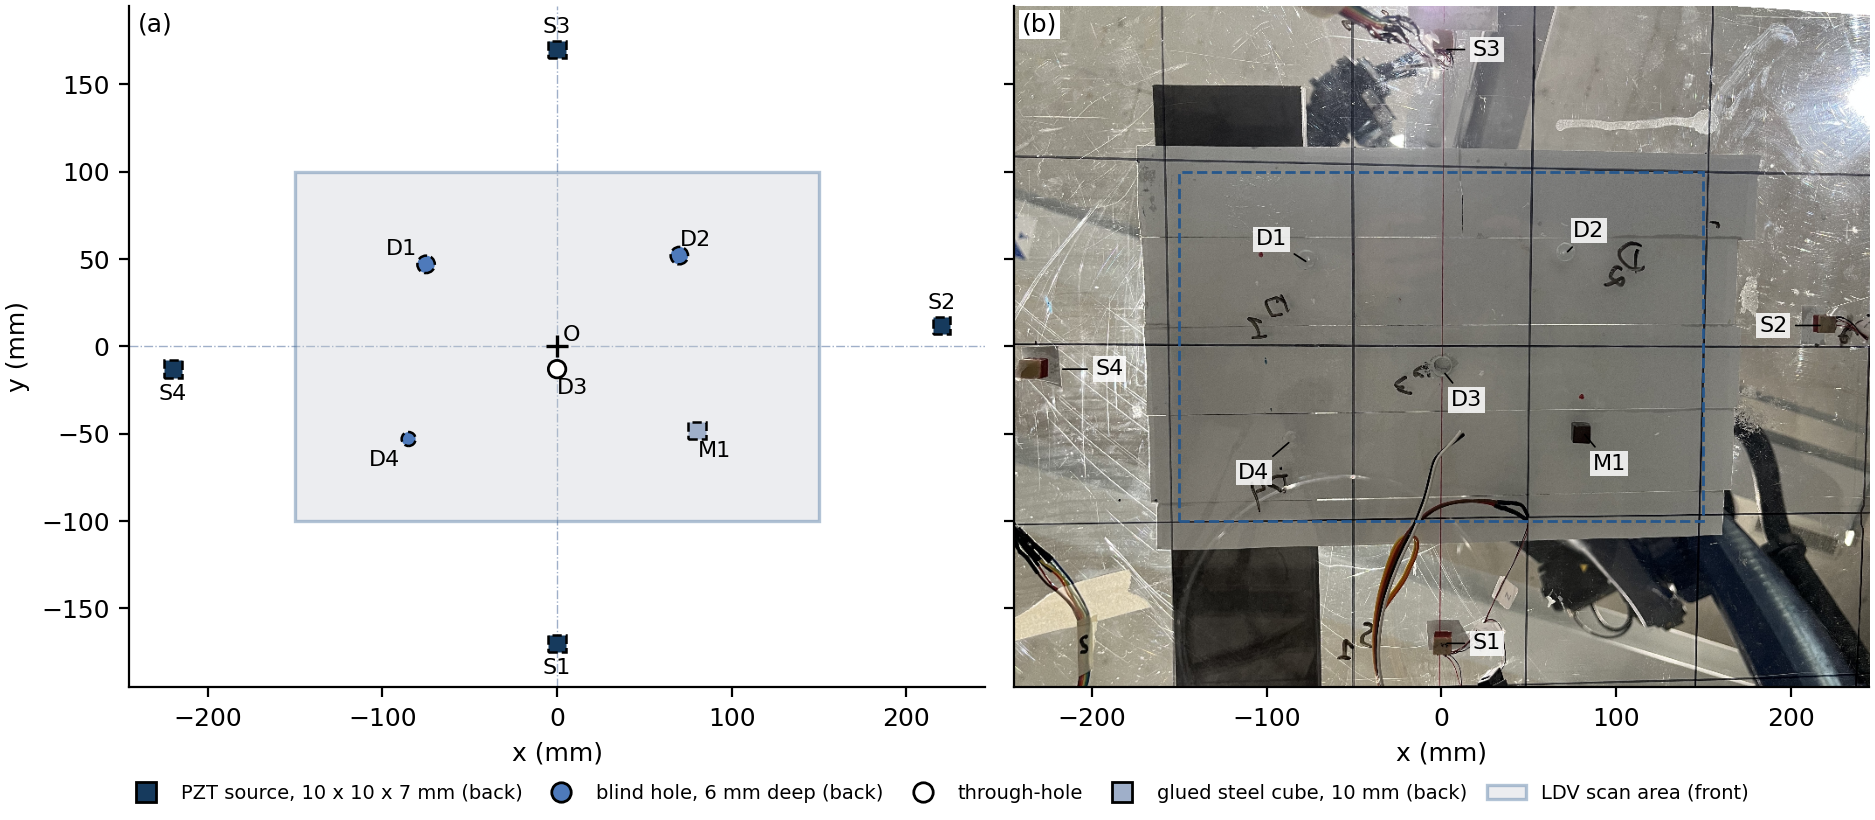 (a)
S3
D1
D2
S2
O
D3
S4
D4
M1
S1
150
100
50
0
−50
−100
−150
y (mm)
−200
−100
0
100
200
x (mm)
(b)
S3
D1
D2
S2
S4
D3
D4
M1
S1
−200
−100
0
100
200
x (mm)
PZT source, 10 x 10 x 7 mm (back)
blind hole, 6 mm deep (back)
through-hole
glued steel cube, 10 mm (back)
LDV scan area (front)